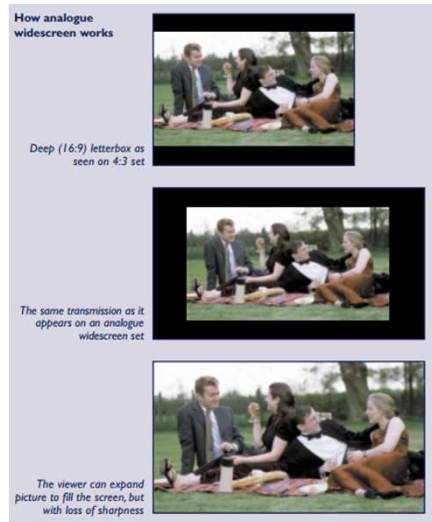 How analogue
widescreen works
Deep (16:9) letterbox as
seen on 4:3 set
The same transmission as it
appears on an analogue
widescreen set
The viewer can expand
picture to fill the screen, but
with loss of sharpness